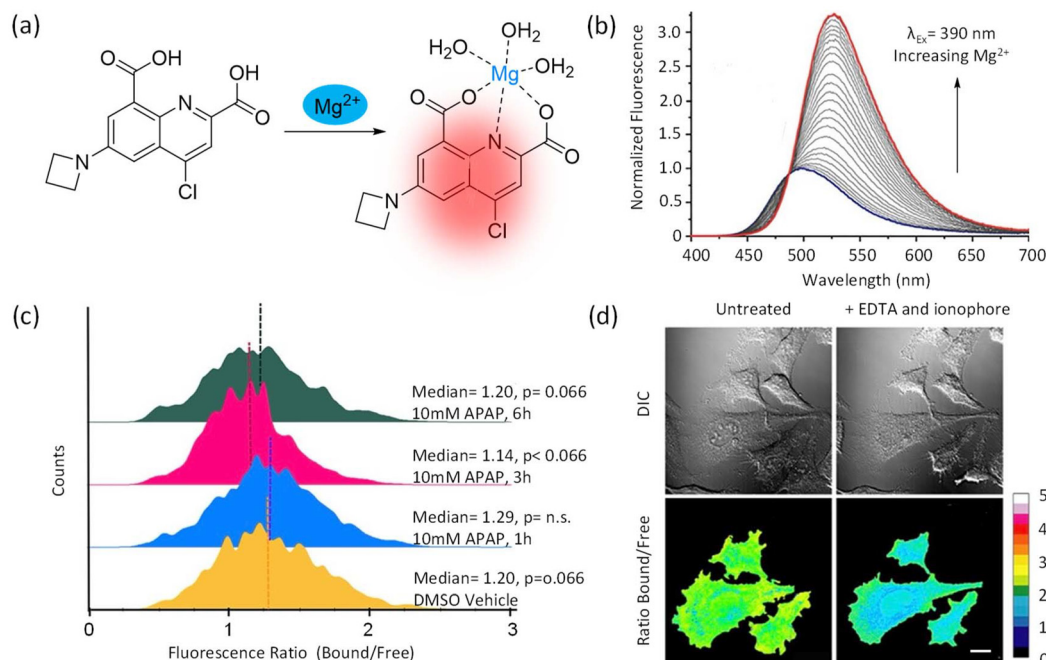 (a)
OH
O
OH
N
O
N
Cl
Mg2+
OH2
H2O
OH2
Mg
O
O
O
N
O
N
Cl
(b)
λEx= 390 nm
Increasing Mg2+
Normalized Fluorescence
3.0
2.5
2.0
1.5
1.0
0.5
0
400 450 500 550 600 650 700
Wavelength (nm)
(c)
Counts
Median= 1.20, p= 0.066
10mM APAP, 6h
Median= 1.14, p< 0.066
10mM APAP, 3h
Median= 1.29, p= n.s.
10mM APAP, 1h
Median= 1.20, p=o.066
DMSO Vehicle
0 1 2 3
Fluorescence Ratio (Bound/Free)
(d)
Untreated + EDTA and ionophore
DIC
Ratio Bound/Free
5
4
3
2
1
0